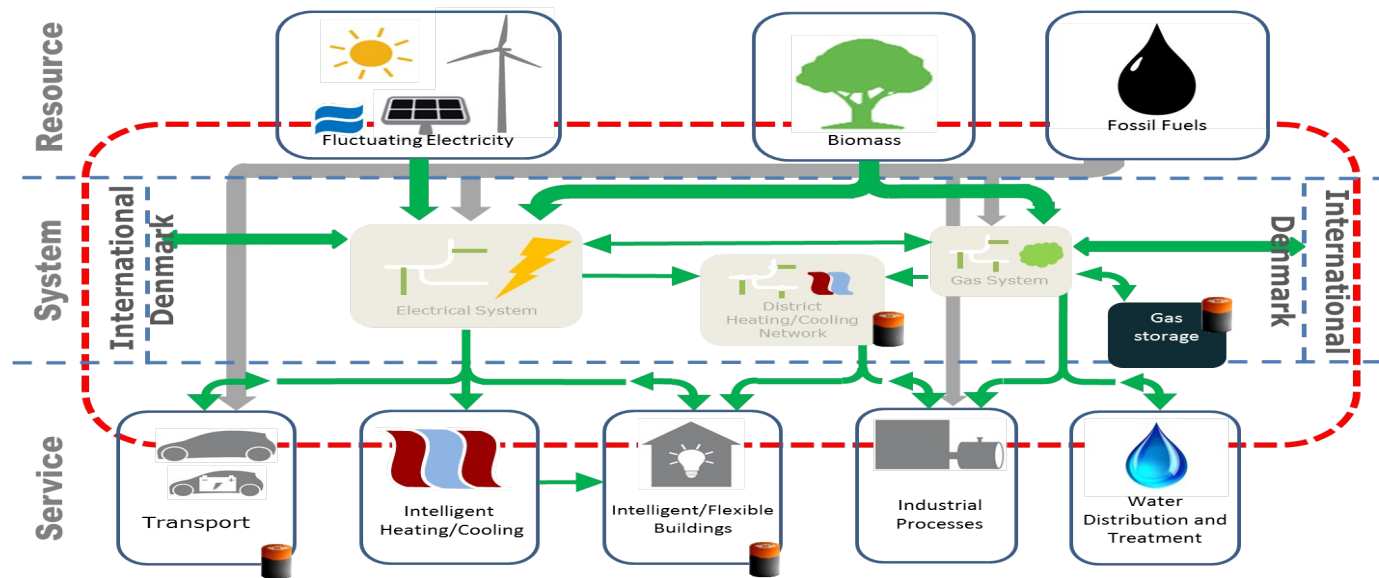 Resource
Fluctuating Electricity
Biomass
Fossil Fuels
System
International
Denmark
Electrical System
District
Heating/Cooling
Network
Gas System
Gas
storage
Denmark
International
Service
Transport
Intelligent
Heating/Cooling
Intelligent/Flexible
Buildings
Industrial
Processes
Water
Distribution and
Treatment